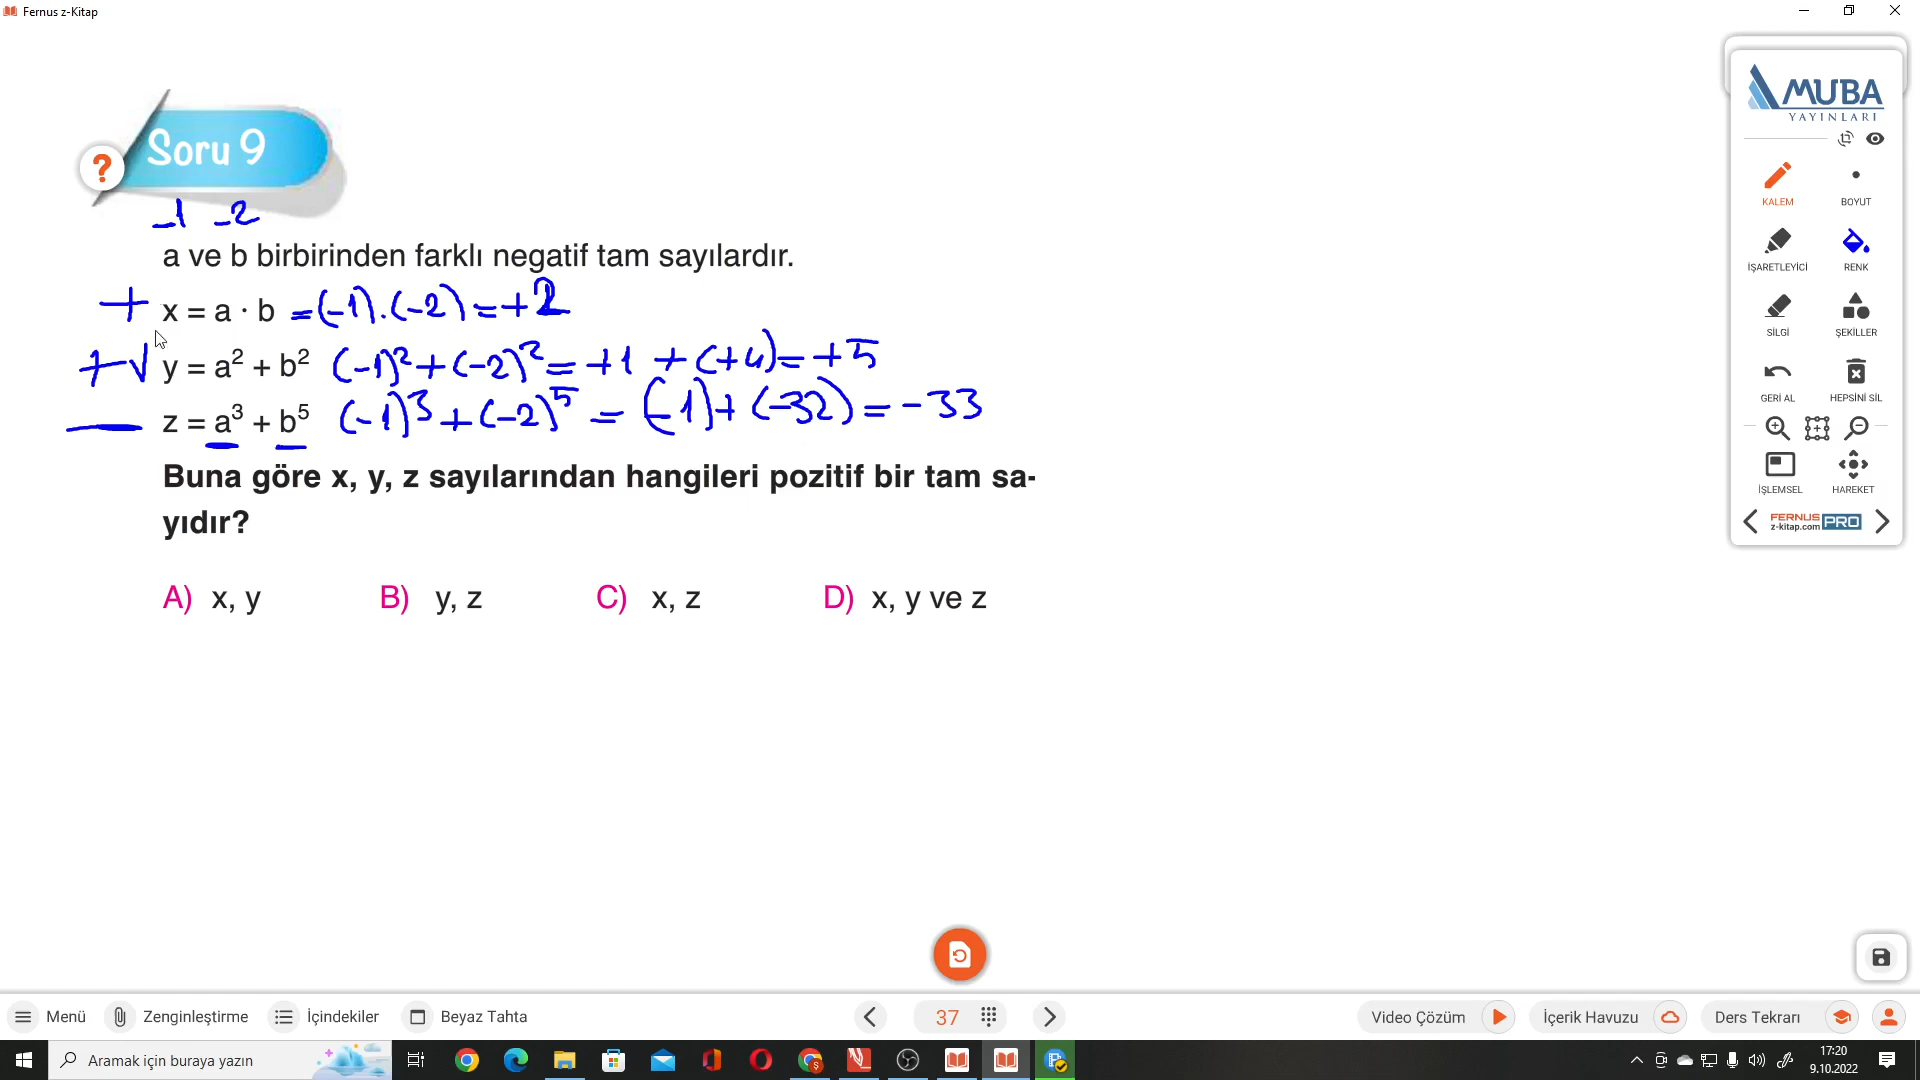 Fernus z-Kitap
MUBA
YAYINLARI
Soru 9
?
-1 -2
a ve b birbirinden farklı negatif tam sayılardır.
+ x = a · b = (-1).(-2) = +2
+ √ y = a² + b² (-1)² + (-2)² = +1 + (+4) = +5
— z = a³ + b⁵ (-1)³ + (-2)⁵ = (-1) + (-32) = -33
Buna göre x, y, z sayılarından hangileri pozitif bir tam sa-
yıdır?
A) x, y B) y, z C) x, z D) x, y ve z
KALEM BOYUT
İŞARETLEYİCİ RENK
SİLGİ ŞEKİLLER
GERİ AL HEPSİNİ SİL
İŞLEMSEL HAREKET
FERNUS PRO
z-kitap.com
Menü Zenginleştirme İçindekiler Beyaz Tahta 37 Video Çözüm İçerik Havuzu Ders Tekrarı
Aramak için buraya yazın
17:20
9.10.2022